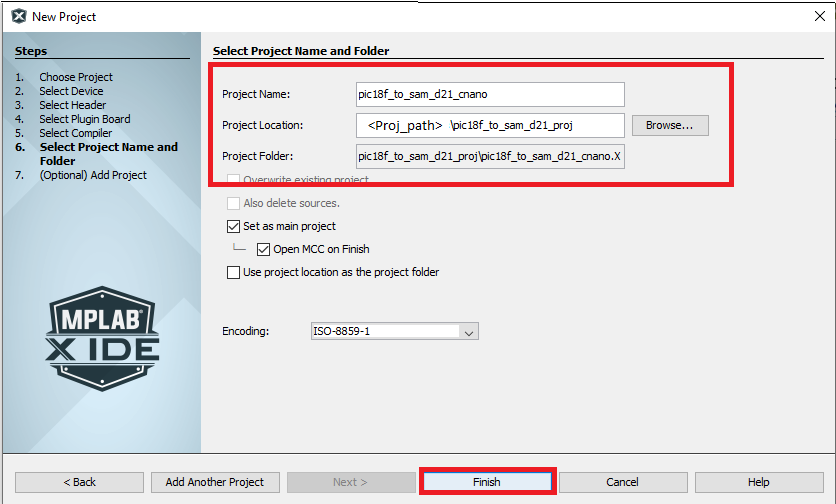 New Project
Steps
1. Choose Project
2. Select Device
3. Select Header
4. Select Plugin Board
5. Select Compiler
6. Select Project Name and
Folder
7. (Optional) Add Project
MPLAB®
X IDE
Select Project Name and Folder
Project Name: pic18f_to_sam_d21_cnano
Project Location: <Proj_path> \pic18f_to_sam_d21_proj Browse...
Project Folder: pic18f_to_sam_d21_proj\pic18f_to_sam_d21_cnano.X
Overwrite existing project.
Also delete sources.
Set as main project
Open MCC on Finish
Use project location as the project folder
Encoding: ISO-8859-1
< Back Add Another Project Next > Finish Cancel Help